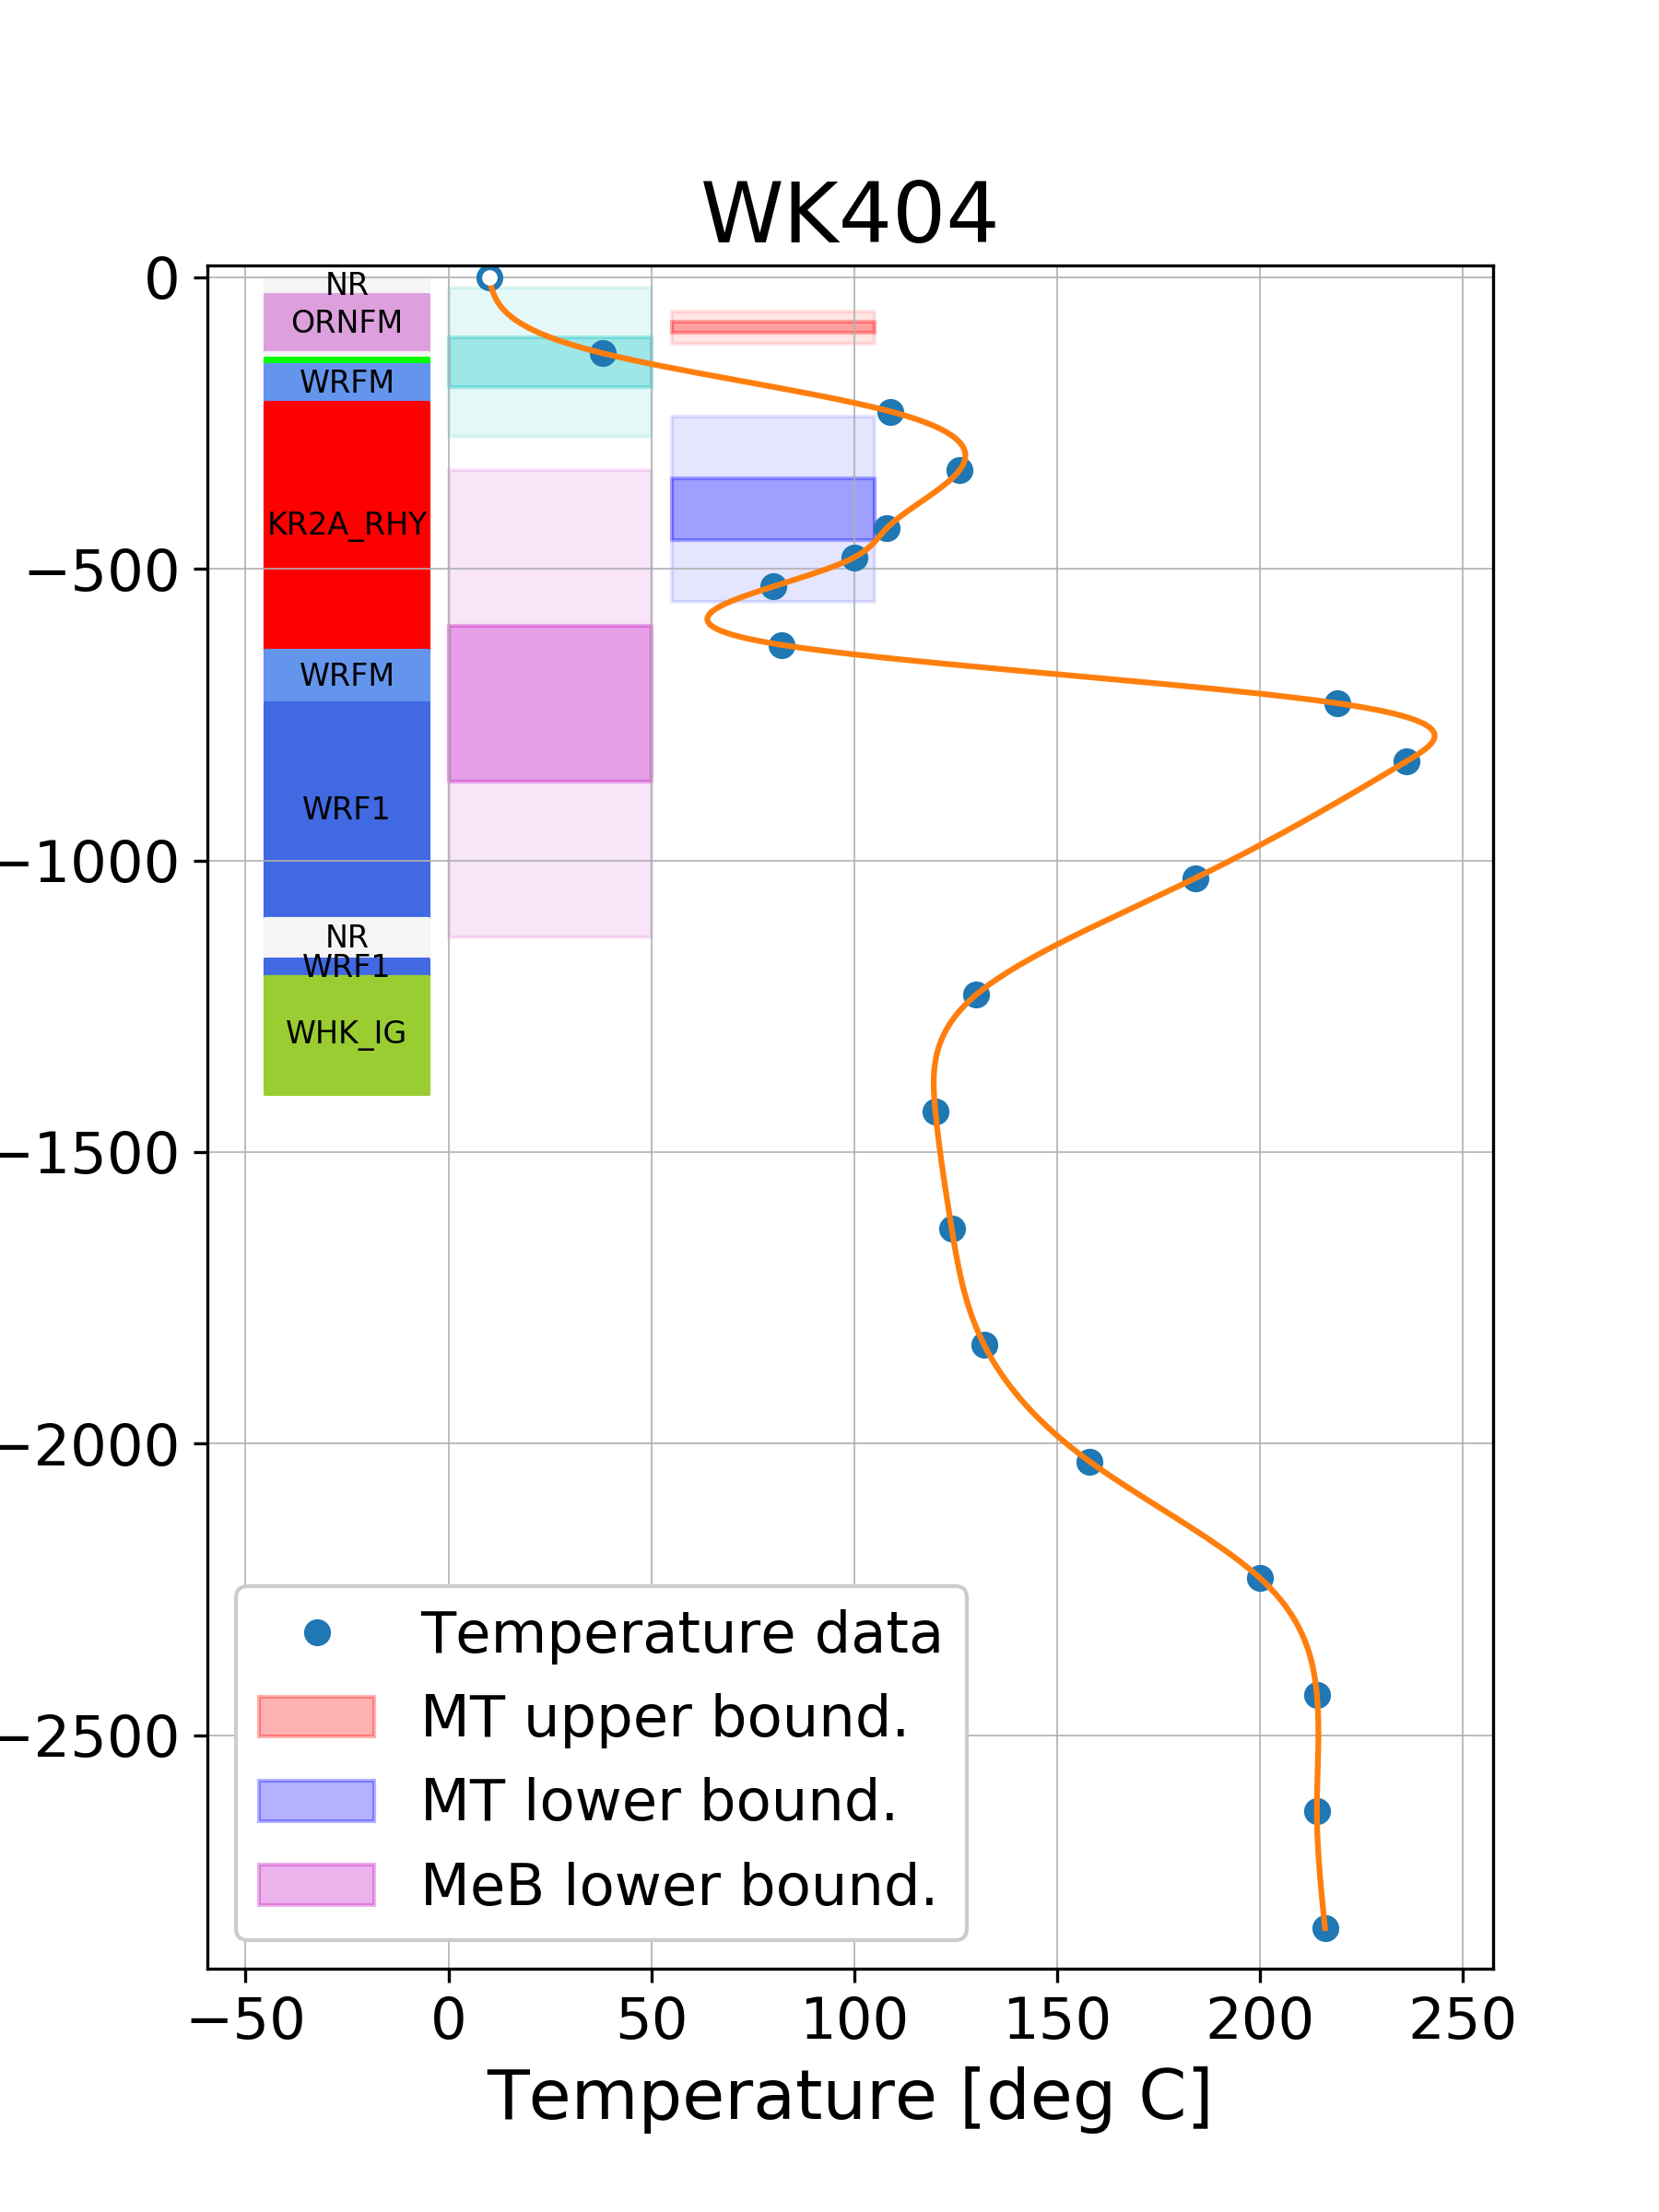 WK404
0
−500
−1000
−1500
−2000
−2500
NR
ORNFM
WRFM
KR2A_RHY
WRFM
WRF1
NR
WRF1
WHK_IG
Temperature data
MT upper bound.
MT lower bound.
MeB lower bound.
−50 0 50 100 150 200 250
Temperature [deg C]